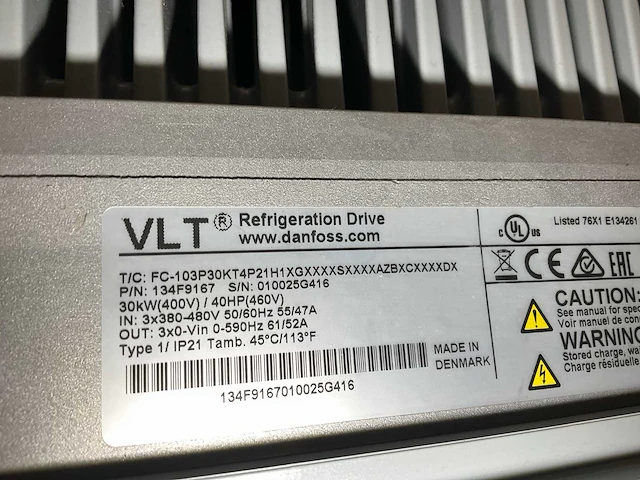 VLT® Refrigeration Drive
www.danfoss.com
T/C: FC-103P30KT4P21H1XGXXXXSXXXXAZBXCXXXXDX
P/N: 134F9167 S/N: 010025G416
30kW(400V) / 40HP(460V)
IN: 3x380-480V 50/60Hz 55/47A
OUT: 3x0-Vin 0-590Hz 61/52A
Type 1/ IP21 Tamb. 45°C/113°F
MADE IN
DENMARK
134F9167010025G416
c UL US Listed 76X1 E134261
CE EAC
CAUTION:
See manual for spec
Voir manuel de con
WARNING
Stored charge, wa
Charge résiduelle